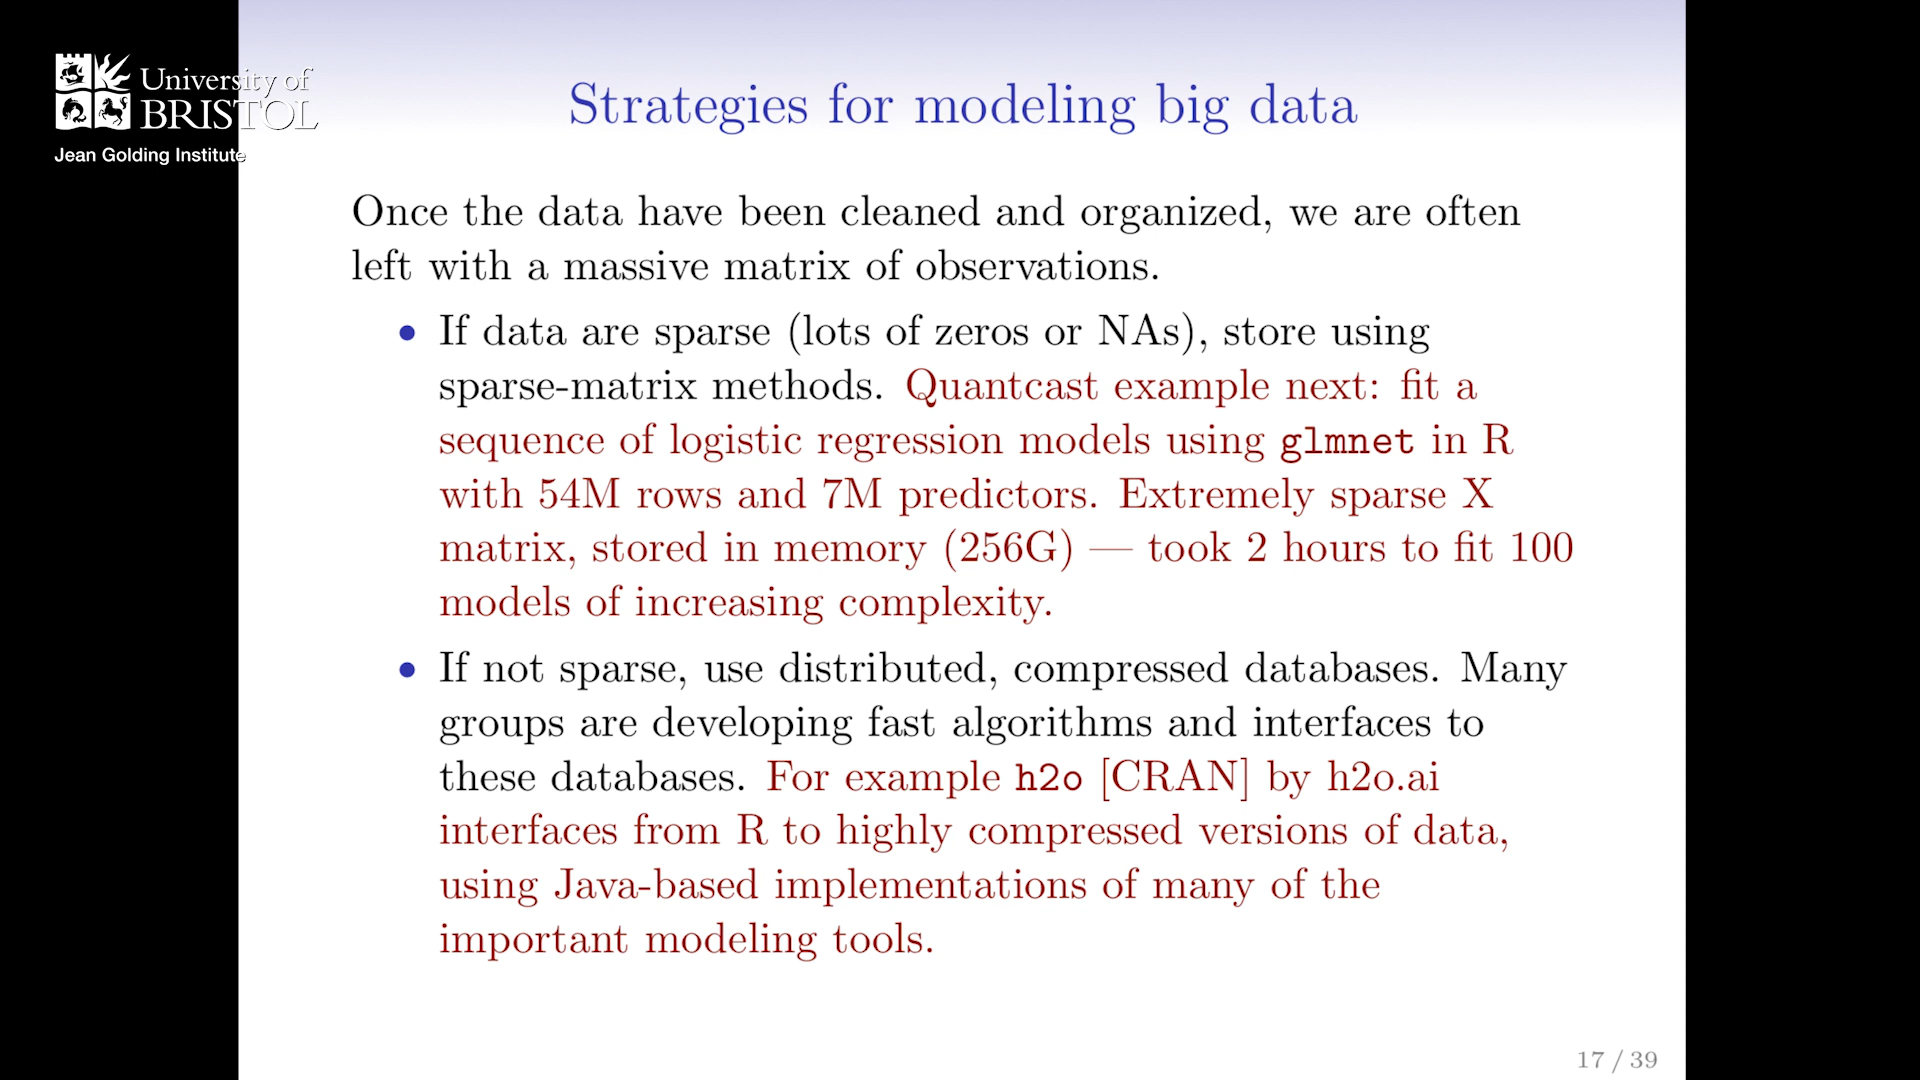 University of
BRISTOL
Jean Golding Institute
Strategies for modeling big data
Once the data have been cleaned and organized, we are often
left with a massive matrix of observations.
• If data are sparse (lots of zeros or NAs), store using
sparse-matrix methods. Quantcast example next: fit a
sequence of logistic regression models using glmnet in R
with 54M rows and 7M predictors. Extremely sparse X
matrix, stored in memory (256G) — took 2 hours to fit 100
models of increasing complexity.
• If not sparse, use distributed, compressed databases. Many
groups are developing fast algorithms and interfaces to
these databases. For example h2o [CRAN] by h2o.ai
interfaces from R to highly compressed versions of data,
using Java-based implementations of many of the
important modeling tools.
17 / 39